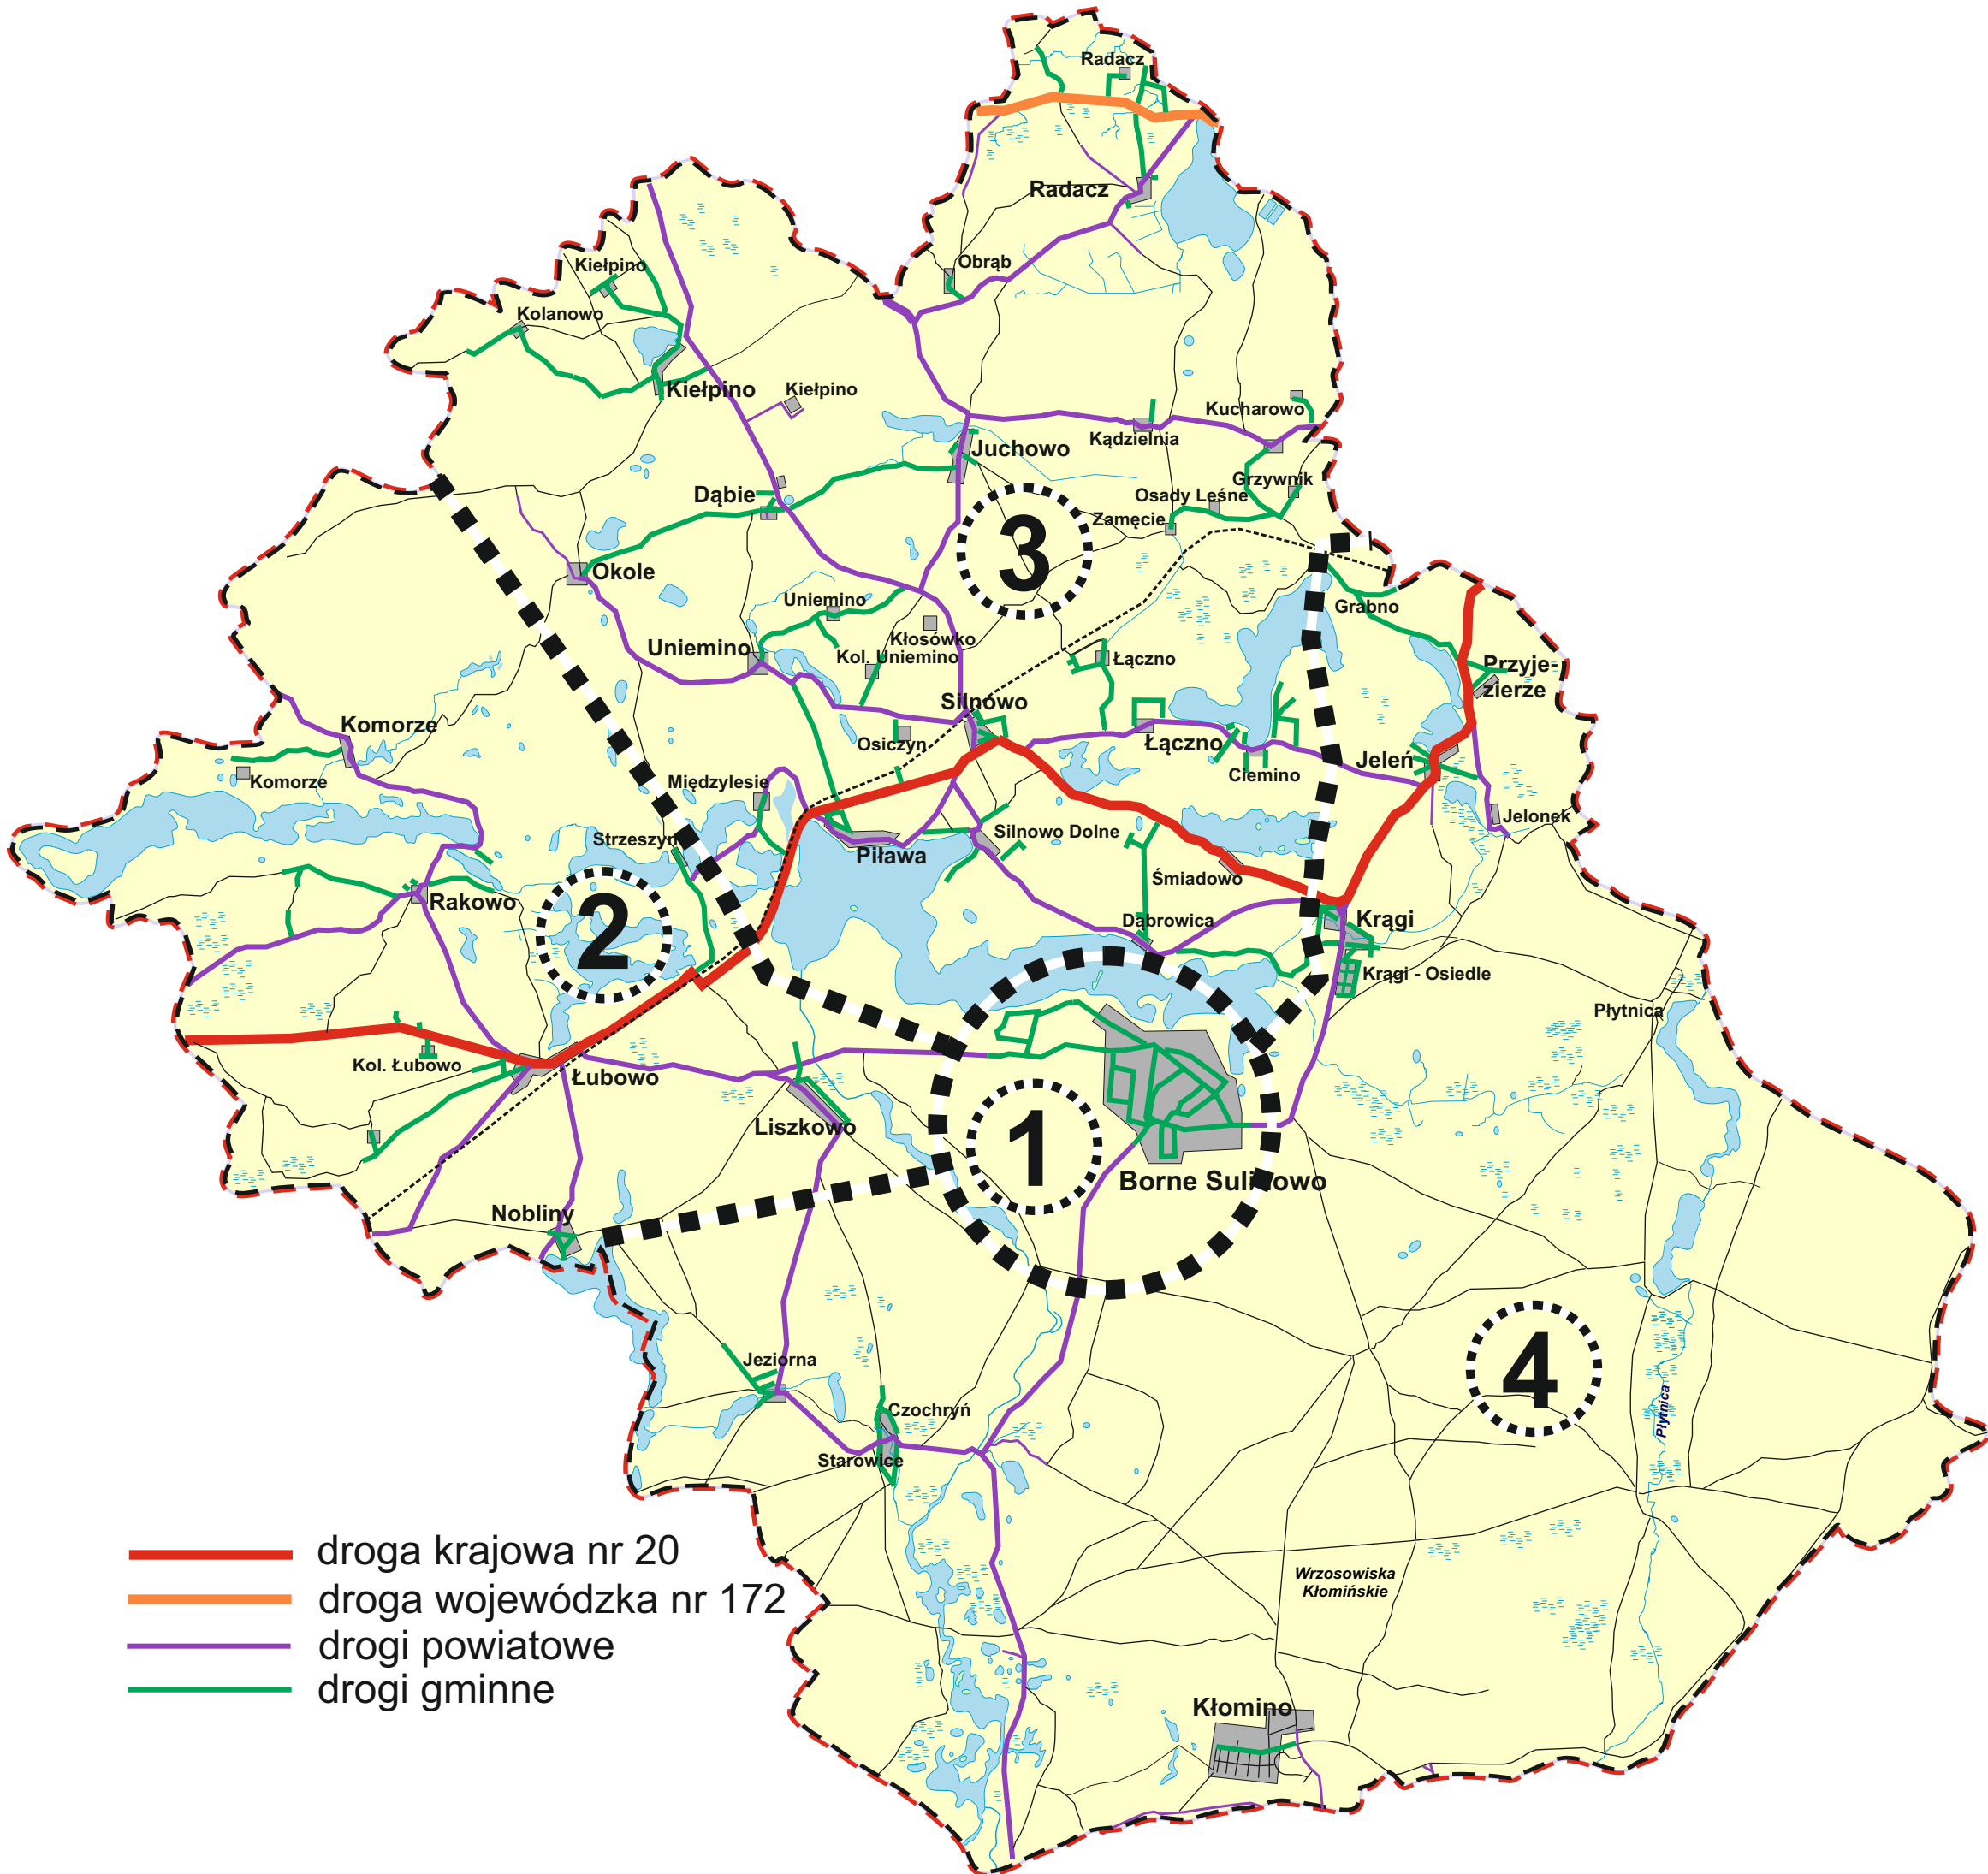 Radacz
Radacz
Obrąb
Kiełpino
Kolanowo
Kiełpino
Kiełpino
Kucharowo
Kądzielnia
Juchowo
Grzywnik
Dąbie
Osady Leśne
Zamęcie
3
Okole
Uniemino
Grabno
Kłosówko
Uniemino
Kol. Uniemino
Łączno
Przyje-
zierze
Silnowo
Komorze
Osiczyn
Łączno
Jeleń
Ciemino
Komorze
Międzylesie
Jelonek
Silnowo Dolne
Strzeszyn
Piława
Śmiadowo
Rakowo
2
Dąbrowica
Krągi
Krągi - Osiedle
Płytnica
Kol. Łubowo
Łubowo
Liszkowo
1
Borne Sulinowo
Nobliny
Jeziorna
4
Płytnica
Czochryń
Starowice
droga krajowa nr 20
Wrzosowiska
Kłomińskie
droga wojewódzka nr 172
drogi powiatowe
drogi gminne
Kłomino